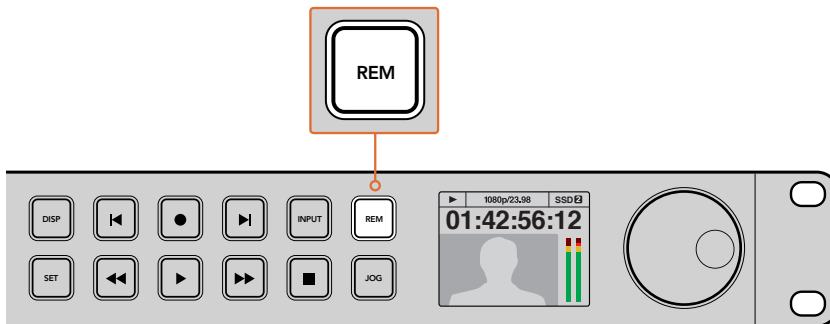 REM
DISP
INPUT
REM
1080p/23.98
SSD 2
01:42:56:12
SET
JOG